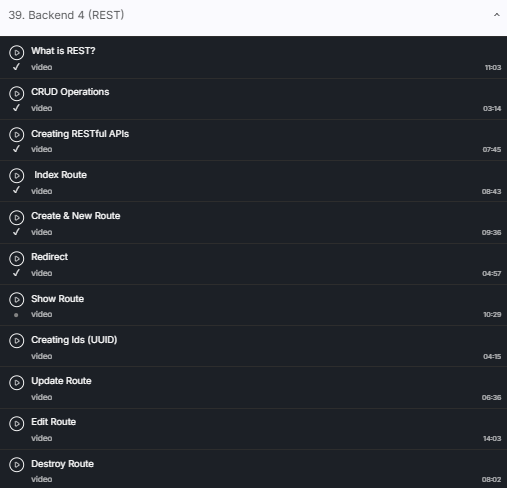 39. Backend 4 (REST)
What is REST?
video 11:03
CRUD Operations
video 03:14
Creating RESTful APIs
video 07:45
Index Route
video 08:43
Create & New Route
video 09:36
Redirect
video 04:57
Show Route
video 10:29
Creating Ids (UUID)
video 04:15
Update Route
video 06:36
Edit Route
video 14:03
Destroy Route
video 08:02